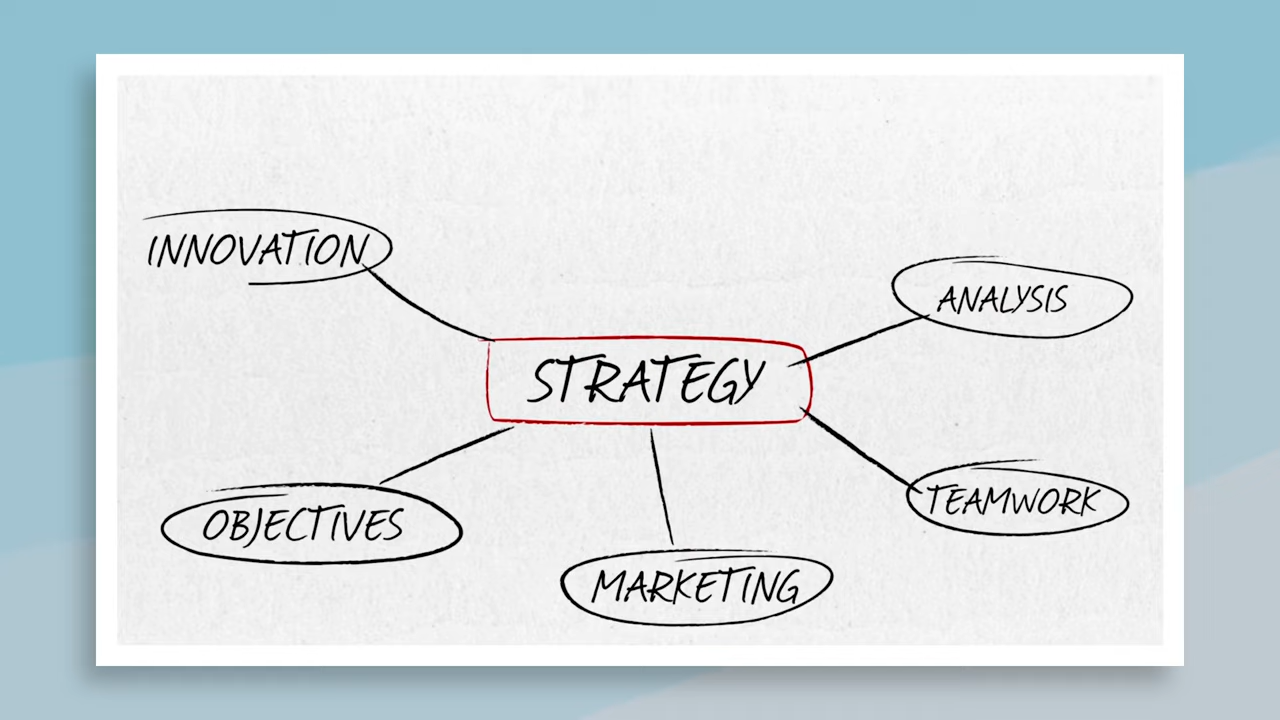 INNOVATION
ANALYSIS
STRATEGY
OBJECTIVES
TEAMWORK
MARKETING